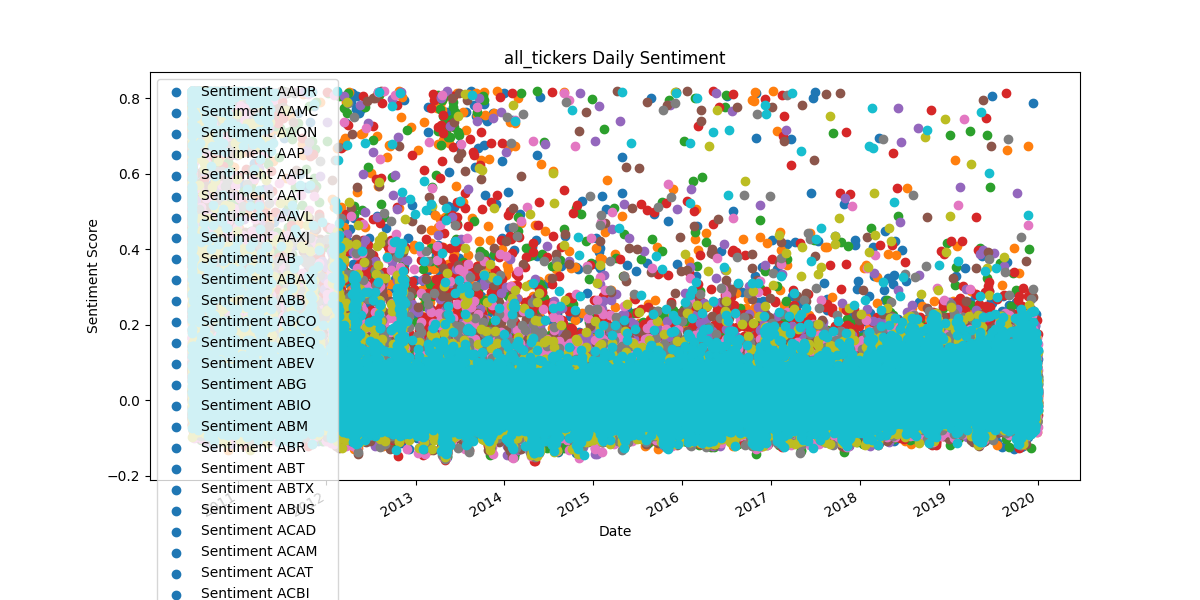 all_tickers Daily Sentiment
Sentiment Score
0.8
0.6
0.4
0.2
0.0
−0.2
Sentiment AADR
Sentiment AAMC
Sentiment AAON
Sentiment AAP
Sentiment AAPL
Sentiment AAT
Sentiment AAVL
Sentiment AAXJ
Sentiment AB
Sentiment ABAX
Sentiment ABB
Sentiment ABCO
Sentiment ABEQ
Sentiment ABEV
Sentiment ABG
Sentiment ABIO
Sentiment ABM
Sentiment ABR
Sentiment ABT
Sentiment ABTX
Sentiment ABUS
Sentiment ACAD
Sentiment ACAM
Sentiment ACAT
Sentiment ACBI
2011
2012
2013
2014
2015
2016
2017
2018
2019
2020
Date